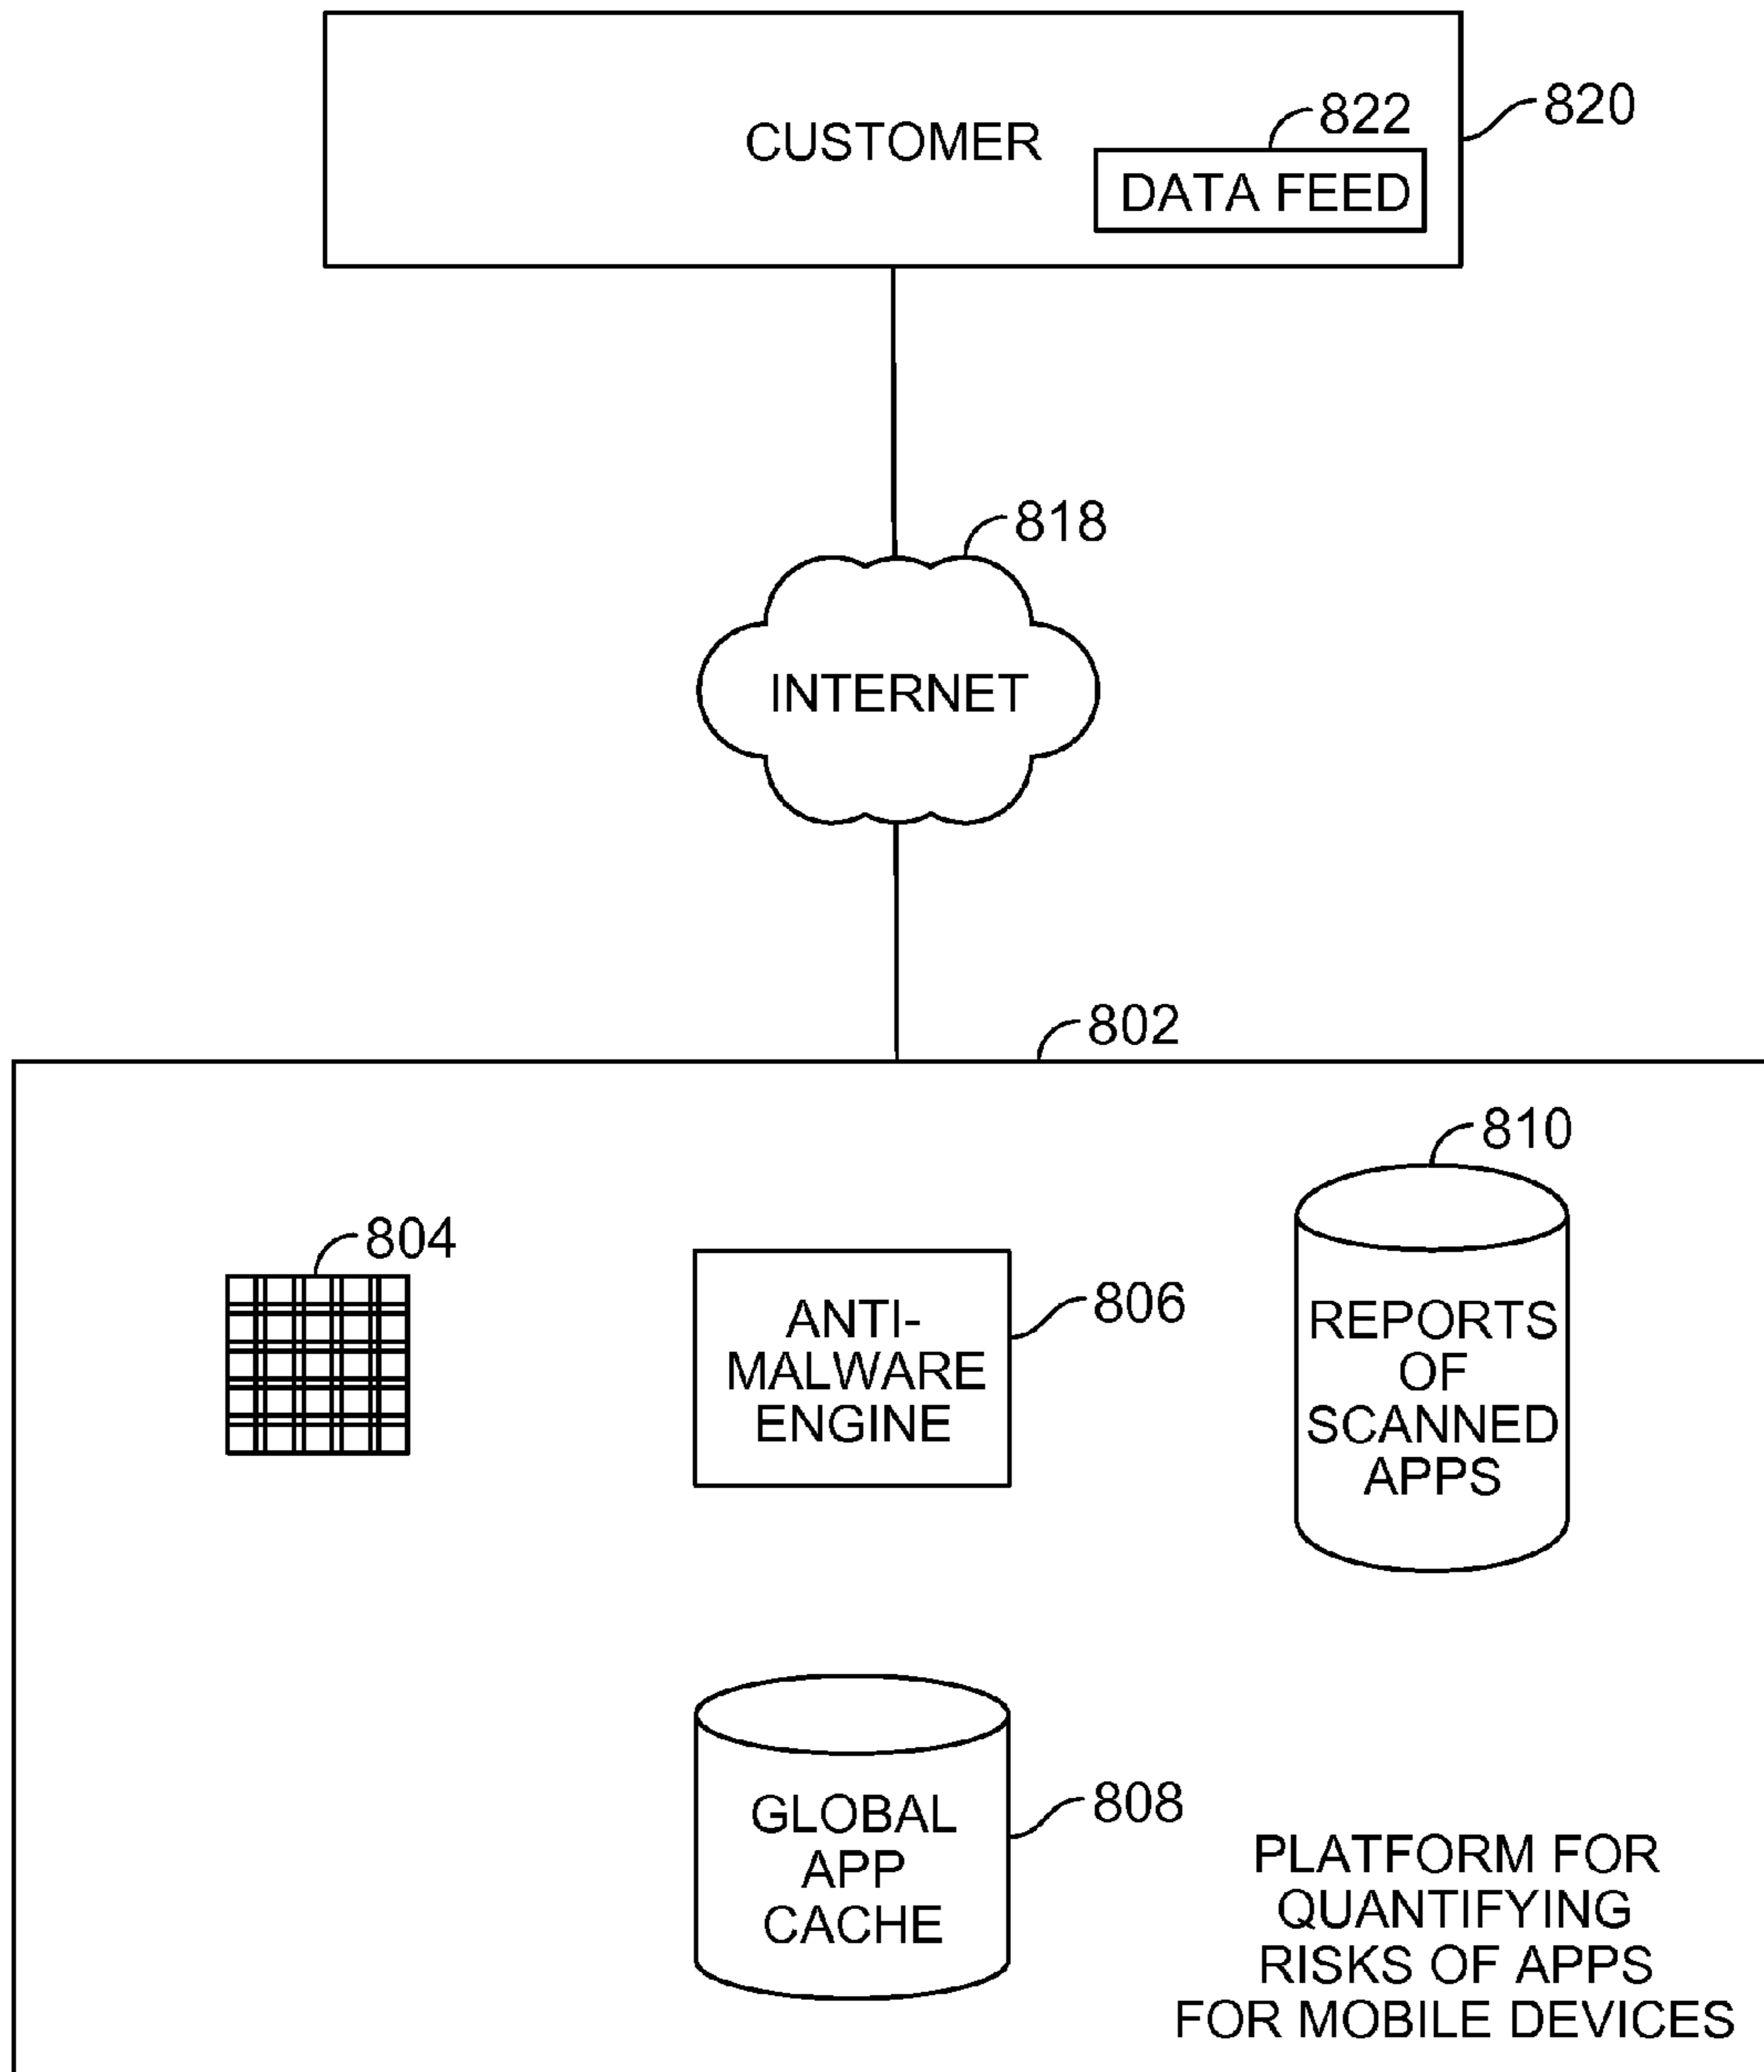 820
822
CUSTOMER
DATA FEED
818
INTERNET
802
810
804
806
ANTI-
MALWARE
ENGINE
REPORTS
OF
SCANNED
APPS
808
GLOBAL
APP
CACHE
PLATFORM FOR
QUANTIFYING
RISKS OF APPS
FOR MOBILE DEVICES